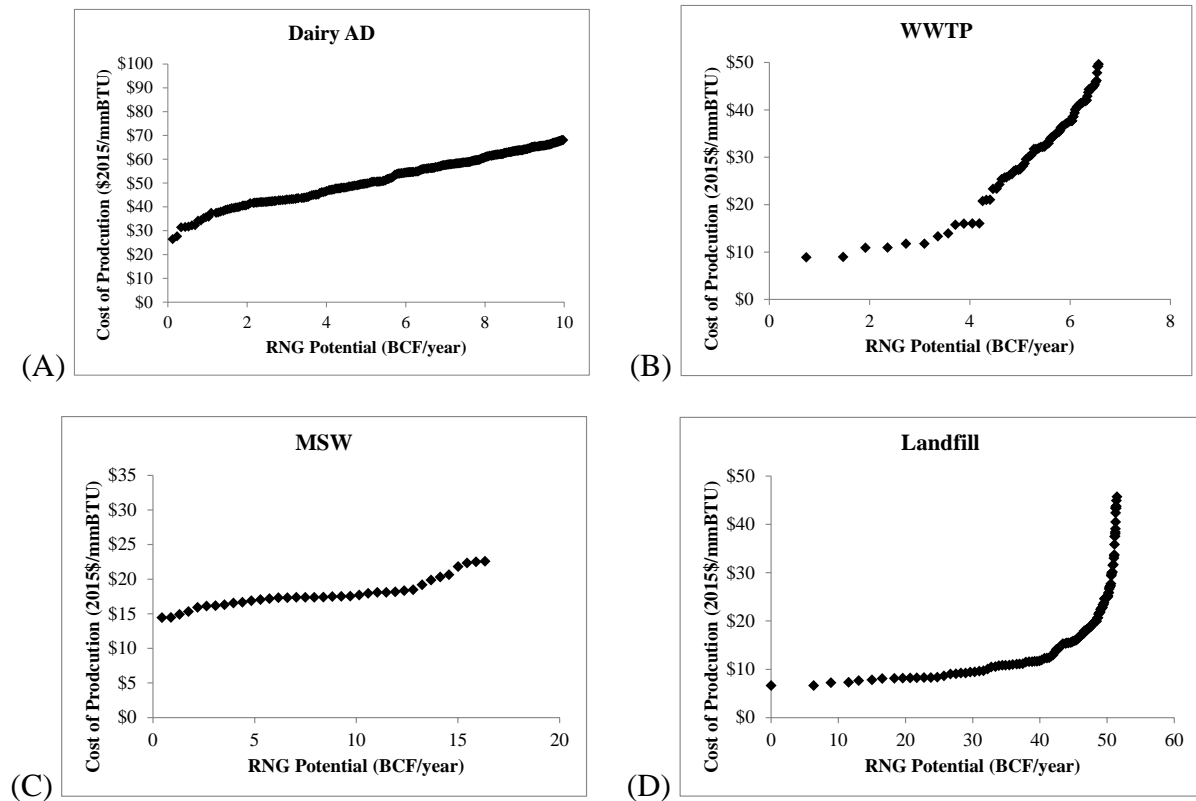 Dairy AD
Cost of Prodcution ($2015/mmBTU)
$100
$90
$80
$70
$60
$50
$40
$30
$20
$10
$0
0 2 4 6 8 10
RNG Potential (BCF/year)
(A)
WWTP
Cost of Prodcution (2015$/mmBTU)
$50
$40
$30
$20
$10
$0
0 2 4 6 8
RNG Potential (BCF/year)
(B)
MSW
Cost of Prodcution (2015$/mmBTU)
$35
$30
$25
$20
$15
$10
$5
$0
0 5 10 15 20
RNG Potential (BCF/year)
(C)
Landfill
Cost of Prodcution (2015$/mmBTU)
$50
$40
$30
$20
$10
$0
0 10 20 30 40 50 60
RNG Potential (BCF/year)
(D)